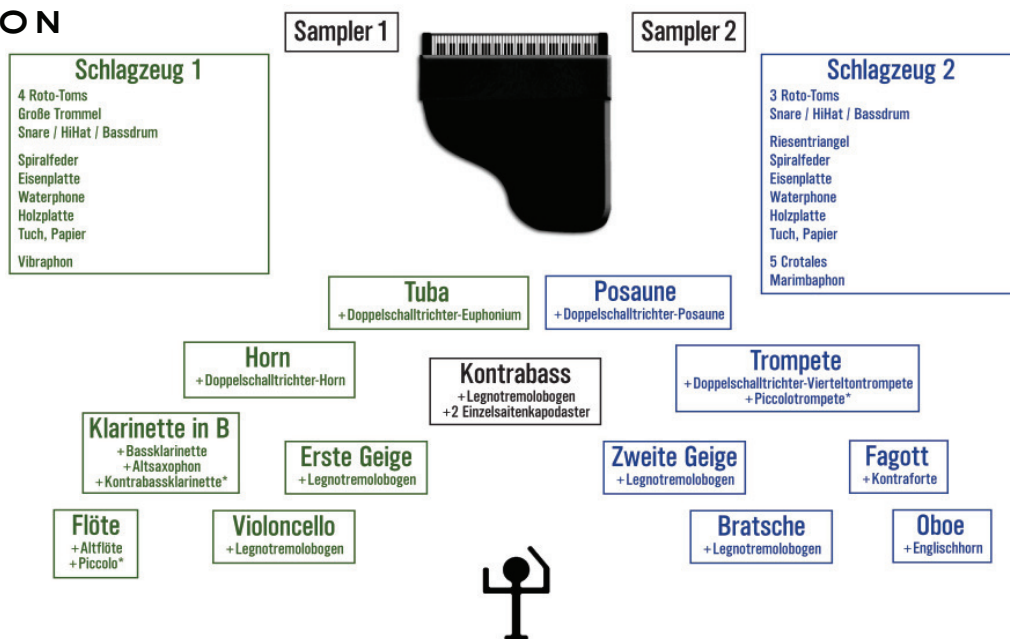 ON
Sampler 1
Sampler 2
Schlagzeug 1
4 Roto-Toms
Große Trommel
Snare / HiHat / Bassdrum
Spiralfeder
Eisenplatte
Waterphone
Holzplatte
Tuch, Papier
Vibraphon
Schlagzeug 2
3 Roto-Toms
Snare / HiHat / Bassdrum
Riesentriangel
Spiralfeder
Eisenplatte
Waterphone
Holzplatte
Tuch, Papier
5 Crotales
Marimbaphon
Tuba
+Doppelschalltrichter-Euphonium
Posaune
+Doppelschalltrichter-Posaune
Horn
+Doppelschalltrichter-Horn
Kontrabass
+Legnotremolobogen
+2 Einzelsaitenkapodaster
Trompete
+Doppelschalltrichter-Vierteltontrompete
+Piccolotrompete*
Klarinette in B
+Bassklarinette
+Altsaxophon
+Kontrabassklarinette*
Erste Geige
+Legnotremolobogen
Zweite Geige
+Legnotremolobogen
Fagott
+Kontraforte
Flöte
+Altflöte
+Piccolo*
Violoncello
+Legnotremolobogen
Bratsche
+Legnotremolobogen
Oboe
+Englischhorn